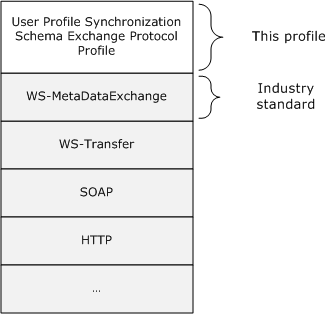 User Profile Synchronization
Schema Exchange Protocol
Profile
This profile
WS-MetaDataExchange
Industry
standard
WS-Transfer
SOAP
HTTP
...